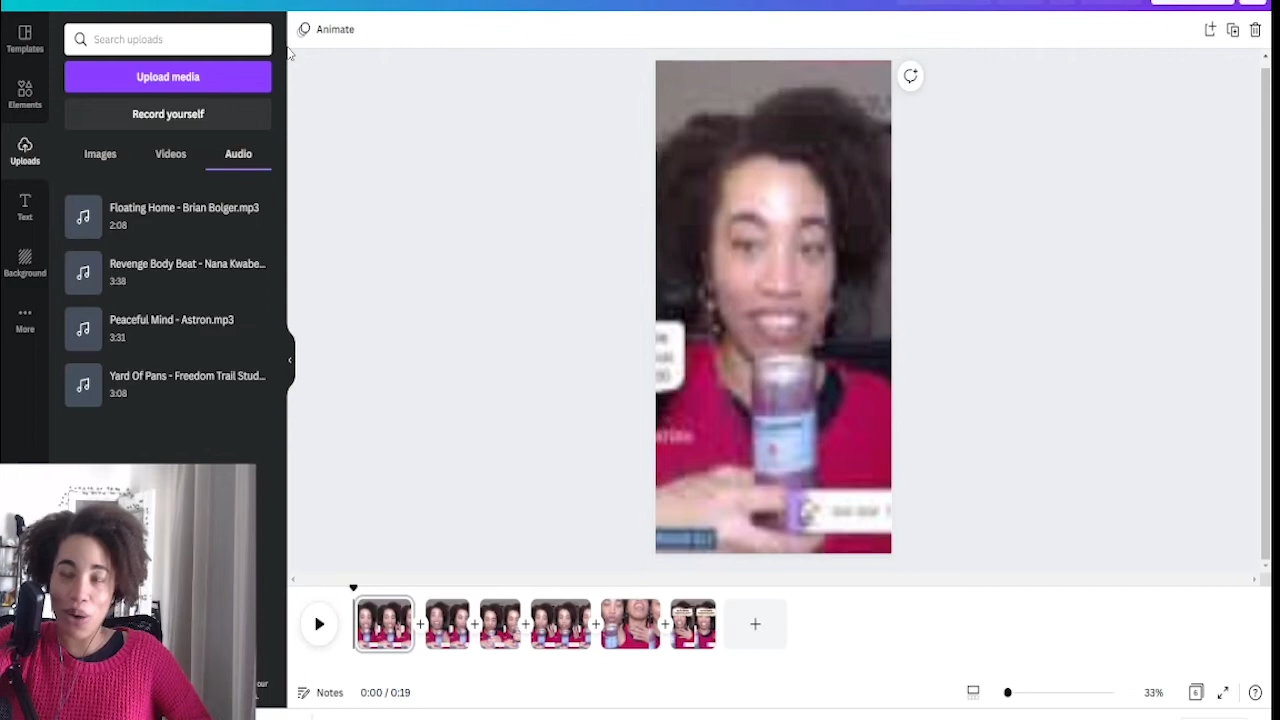 Templates
Elements
Uploads
Text
Background
More
Search uploads
Upload media
Record yourself
Images
Videos
Audio
Floating Home - Brian Bolger.mp3
2:08
Revenge Body Beat - Nana Kwabe...
3:38
Peaceful Mind - Astron.mp3
3:31
Yard Of Pans - Freedom Trail Stud...
3:08
Animate
Notes
0:00 / 0:19
33%
6
?